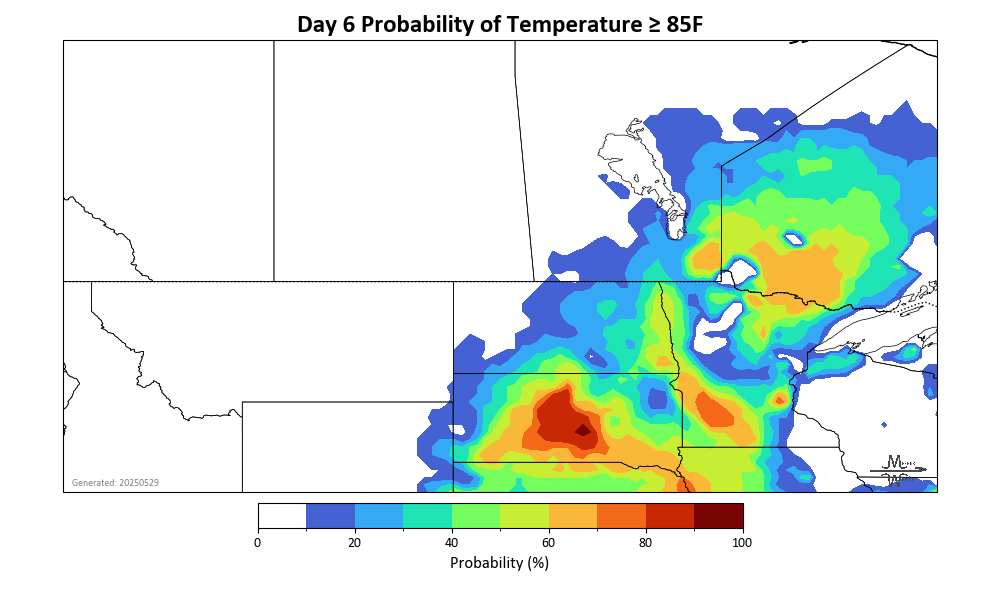 Day 6 Probability of Temperature ≥ 85F
Generated: 20250529
0 20 40 60 80 100
Probability (%)